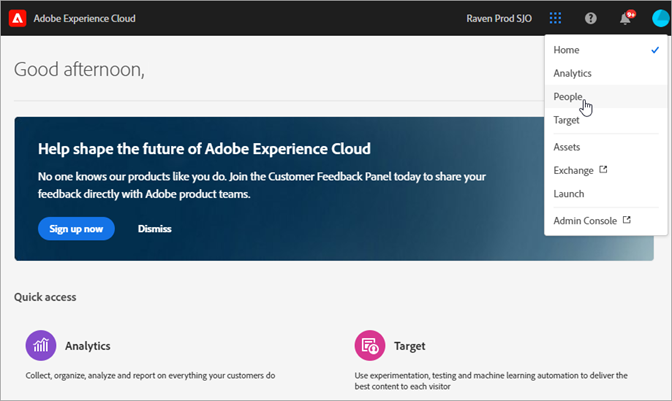 Adobe Experience Cloud
Raven Prod SJO
9+
Good afternoon,
Home
Analytics
People
Target
Assets
Exchange
Launch
Admin Console
Help shape the future of Adobe Experience Cloud
No one knows our products like you do. Join the Customer Feedback Panel today to share your
feedback directly with Adobe product teams.
Sign up now
Dismiss
Quick access
Analytics
Collect, organize, analyze and report on everything your customers do
Target
Use experimentation, testing and machine learning automation to deliver the
best content to each visitor